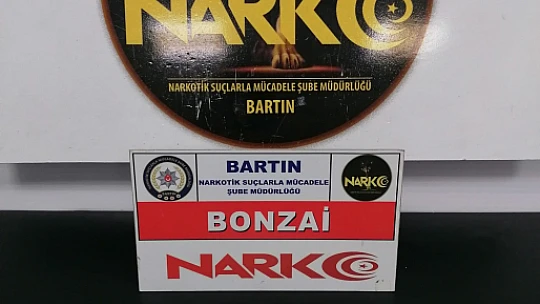 NARKO
NARKOTİK SUÇLARLA MÜCADELE ŞUBE MÜDÜRLÜĞÜ
BARTIN
BARTIN
NARKOTİK SUÇLARLA MÜCADELE
ŞUBE MÜDÜRLÜĞÜ
NARKO
BONZAİ
NARKO